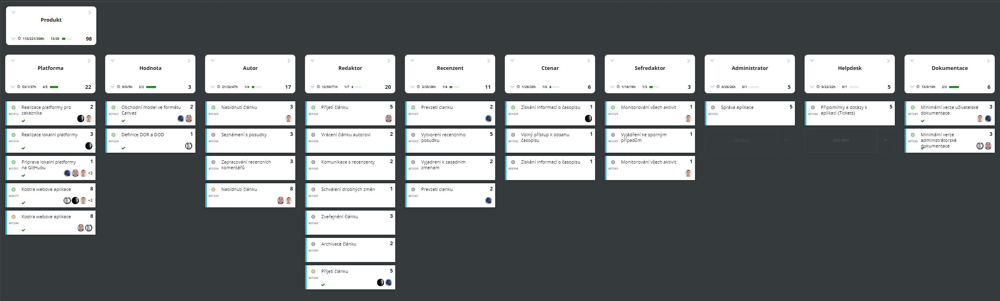 Produkt
113/221/308h 13/35 98
Platforma
53/1/37h 4/5 22
Hodnota
9/0/9h 2/2 3
Autor
21/32/47h 1/4 17
Redaktor
12/59/71h 1/7 20
Recenzent
3/35/38h 1/4 11
Ctenar
1/28/29h 1/6 6
Sefredaktor
1/18/19h 1/3 3
Administrator
0/26/26h 0/1 5
Helpdesk
0/22/22h 0/1 5
Dokumentace
13/0/10h 2/2 6
Realizace platformy pro 2
zakaznika
401012
Realizace lokalni platformy 3
401014
Priprava lokalni platformy 1
na GitHubu
401051
+3
Kostra webove aplikace 8
404077
+3
Kostra webove aplikace 8
407244
Obchodní model ve formátu 2
Canvas
401023
Definice DOR a DOD 1
401024
Nabídnutí článku 3
401025
Seznámení s posudky 3
401030
Zapracování recenzních 3
komentářů
401034
Nabídnutí článku 8
407239
Přijetí článku 5
401026
Vrácení článku autorovi 2
401038
Komunikace s recenzenty 2
401040
Schválení drobných změn 1
401041
Zveřejnění článku 3
401043
Archivace článku 2
401045
Přijetí článku 5
407240
Prevzeti clanku 2
401027
Vytvoreni recenzniho 5
posudku
401033
Vyjadreni k zasadnim 2
zmenam
401039
Prevzeti clanku 2
407241
Získání informací o časopisu 1
401028
Volný přístup k obsahu 1
časopisu
401036
Získání informací o časopisu 1
408394
Monitorování všech aktivit 1
401029
Vyjádření ke sporným 1
případům
401035
Monitorování všech aktivit 1
407243
Správa aplikace 5
401032
ADD NEW
Připomínky a dotazy k 5
aplikaci (Tickets)
401046
ADD NEW
Minimální verze uživatelské 3
dokumentace
407245
Minimální verze 3
administrátorské
dokumentace
407246